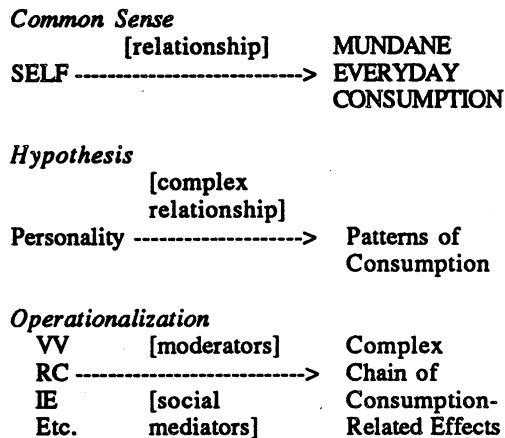 Common Sense
[relationship] MUNDANE
SELF ----------------------------> EVERYDAY
CONSUMPTION
Hypothesis
[complex
relationship]
Personality ---------------------> Patterns of
Consumption
Operationalization
VV [moderators] Complex
RC ----------------------------> Chain of
IE [social Consumption-
Etc. mediators] Related Effects